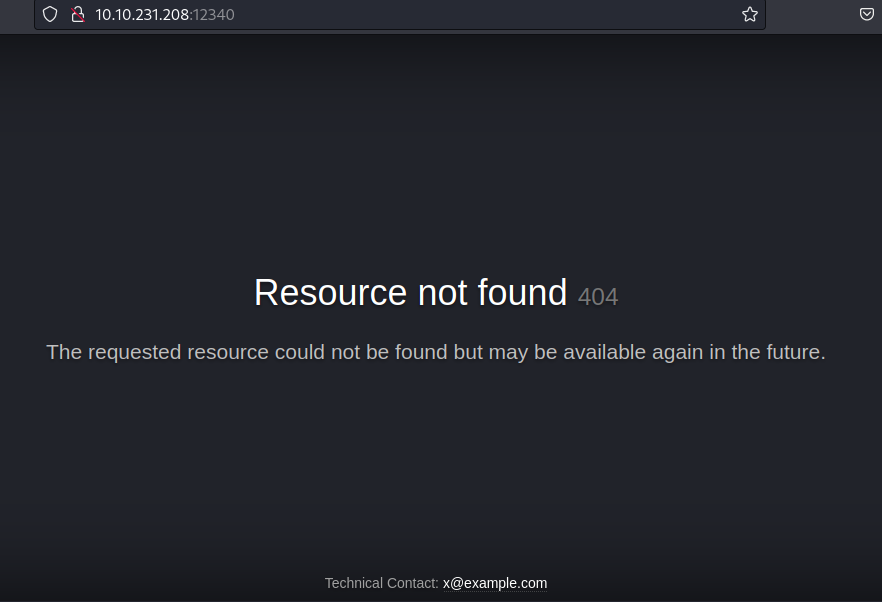 10.10.231.208:12340
Resource not found 404
The requested resource could not be found but may be available again in the future.
Technical Contact: x@example.com